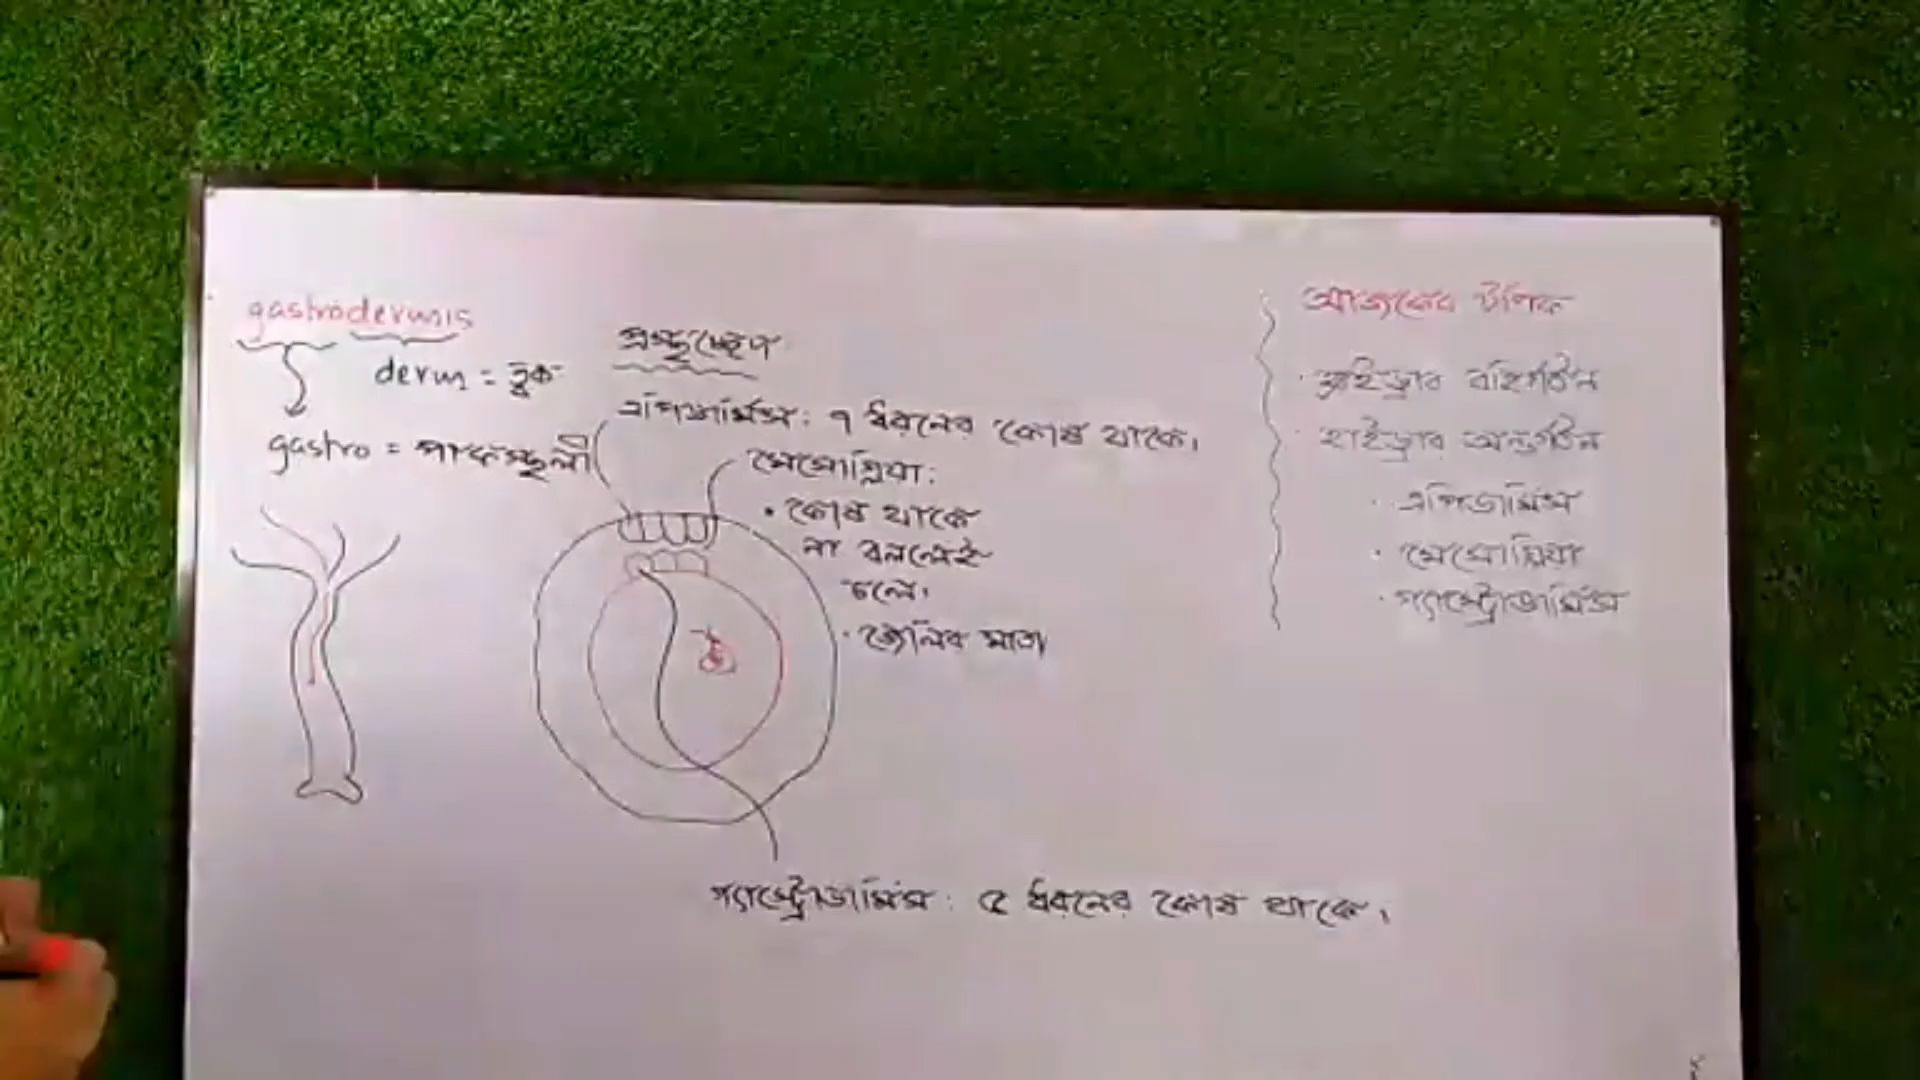 gastrodermis
derm = ত্বক
gastro = পাকস্থলী
প্রস্থচ্ছেদ
এপিডার্মিস: ৭ ধরনের কোষ থাকে।
মেসোগ্লিয়া:
• কোষ থাকে
না বললেই
চলে।
• জেলির মতো
গ্যাস্ট্রোডার্মিস: ৫ ধরনের কোষ থাকে।
আজকের টপিক
• হাইড্রার বহির্গঠন
• হাইড্রার অন্তর্গঠন
• এপিডার্মিস
• মেসোগ্লিয়া
• গ্যাস্ট্রোডার্মিস